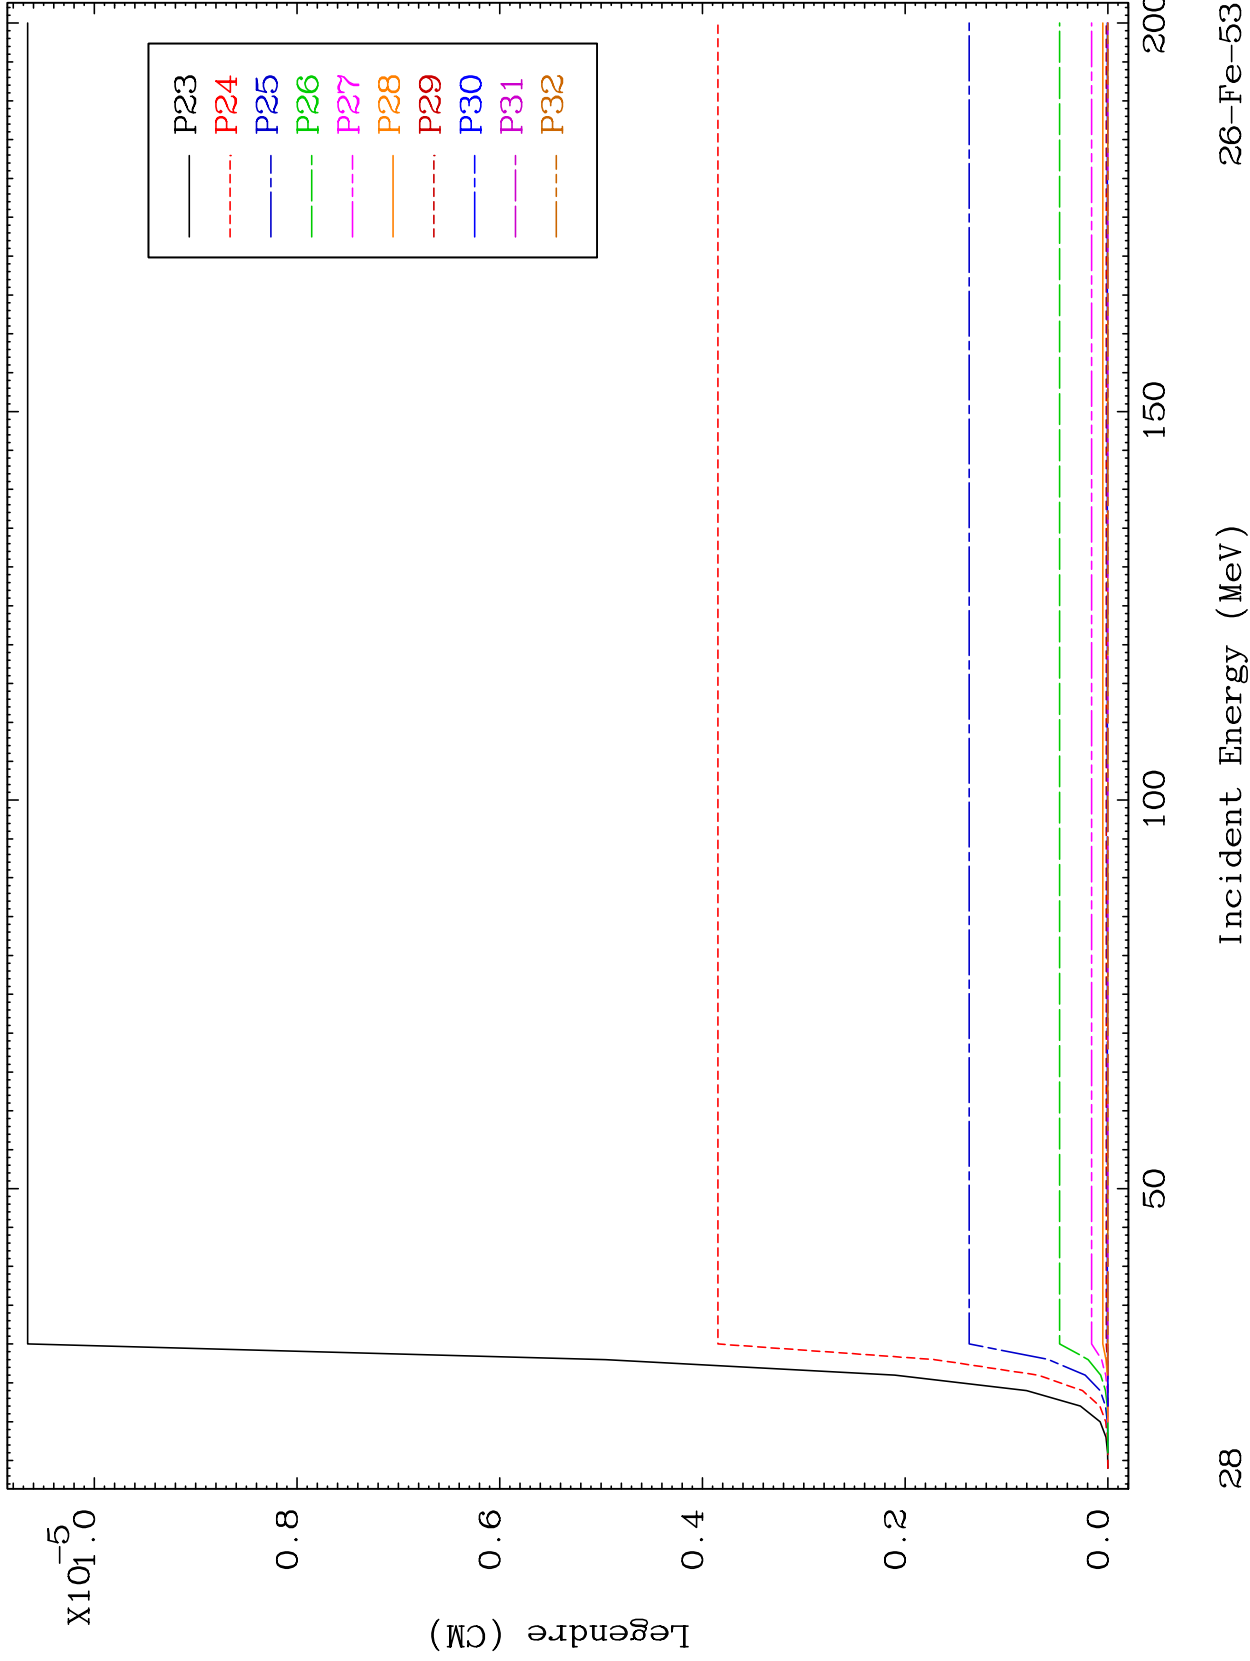 X10⁻⁵
1.0
0.8
0.6
0.4
0.2
0.0
Legendre (CM)
P23
P24
P25
P26
P27
P28
P29
P30
P31
P32
50
100
150
200
Incident Energy (MeV)
28
26-Fe-53